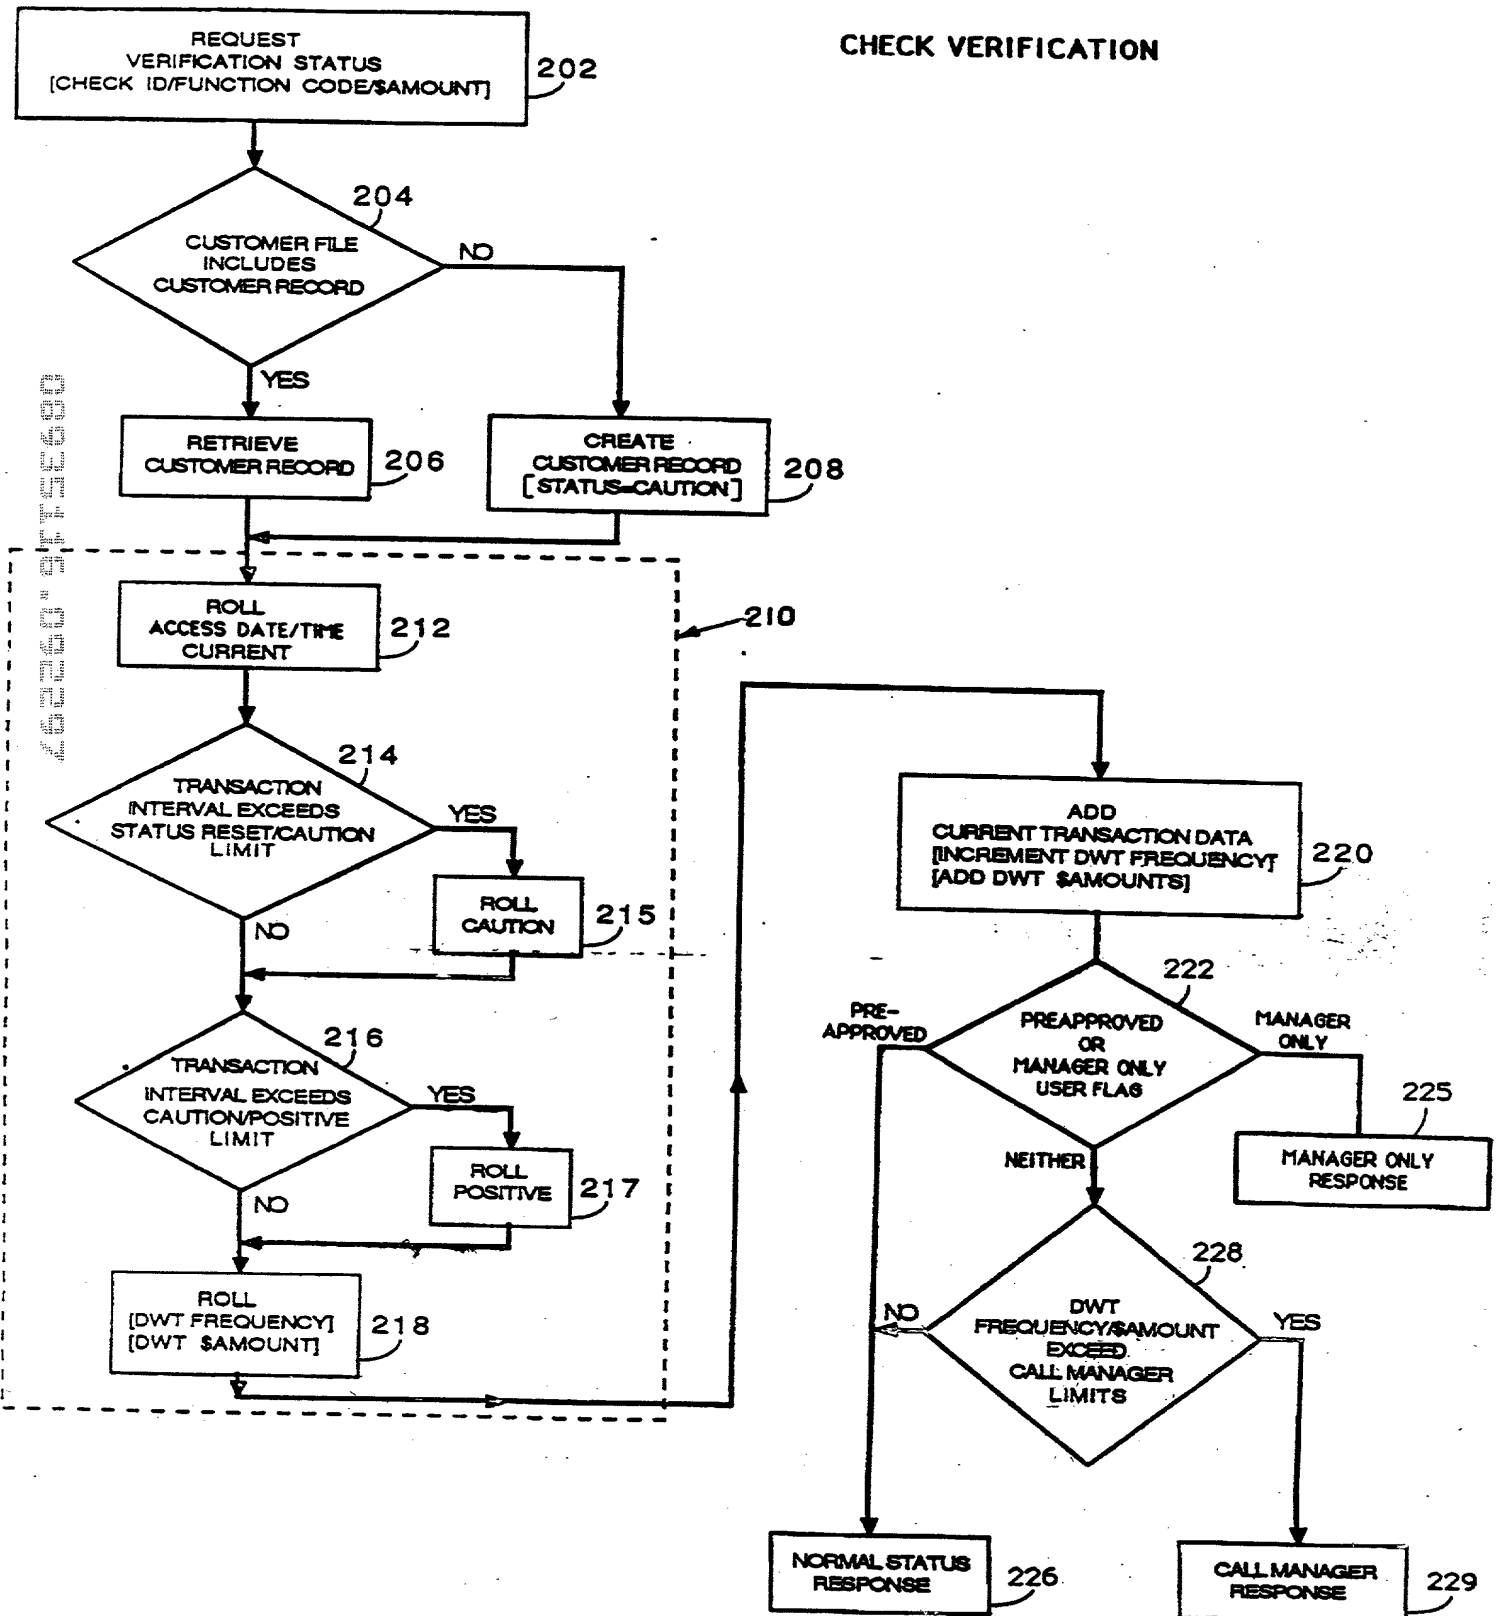 CHECK VERIFICATION
REQUEST
VERIFICATION STATUS
[CHECK ID/FUNCTION CODE/$AMOUNT]
202
204
CUSTOMER FILE
INCLUDES
CUSTOMER RECORD
NO
YES
RETRIEVE
CUSTOMER RECORD
206
CREATE
CUSTOMER RECORD
[STATUS=CAUTION]
208
210
ROLL
ACCESS DATE/TIME
CURRENT
212
214
TRANSACTION
INTERVAL EXCEEDS
STATUS RESET/CAUTION
LIMIT
YES
NO
ROLL
CAUTION
215
216
TRANSACTION
INTERVAL EXCEEDS
CAUTION/POSITIVE
LIMIT
YES
NO
ROLL
POSITIVE
217
ROLL
[DWT FREQUENCY]
[DWT $AMOUNT]
218
ADD
CURRENT TRANSACTION DATA
[INCREMENT DWT FREQUENCY]
[ADD DWT $AMOUNTS]
220
222
PREAPPROVED
OR
MANAGER ONLY
USER FLAG
PRE-
APPROVED
MANAGER
ONLY
NEITHER
225
MANAGER ONLY
RESPONSE
228
DWT
FREQUENCY/$AMOUNT
EXCEED
CALL MANAGER
LIMITS
NO
YES
NORMAL STATUS
RESPONSE
226
CALL MANAGER
RESPONSE
229